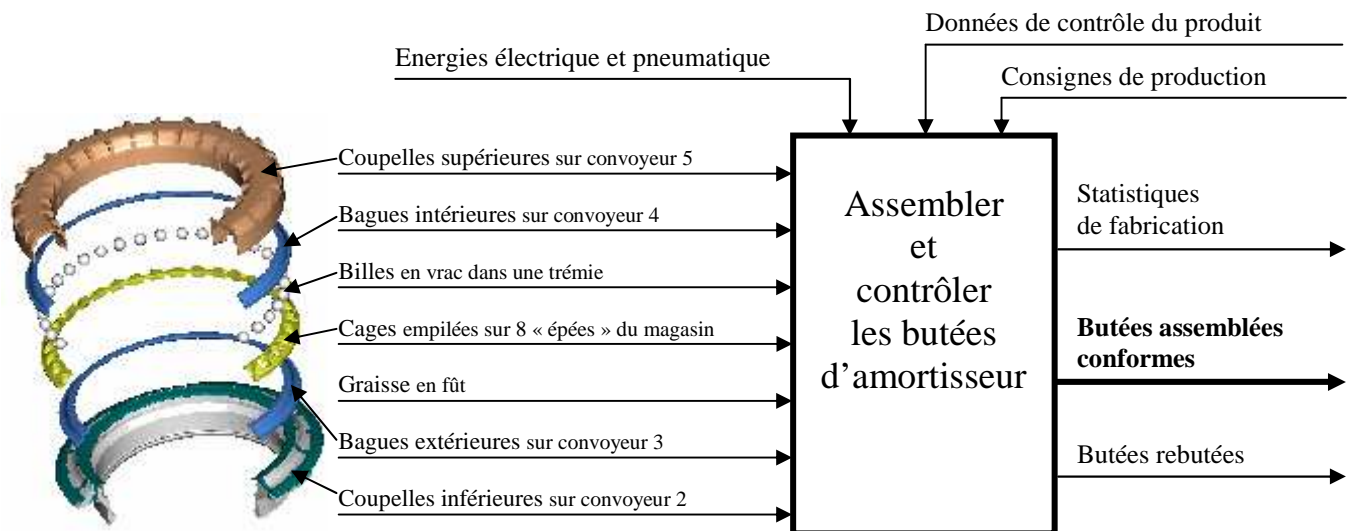 Données de contrôle du produit
Energies électrique et pneumatique
Consignes de production
Coupelles supérieures sur convoyeur 5
Bagues intérieures sur convoyeur 4
Billes en vrac dans une trémie
Cages empilées sur 8 « épées » du magasin
Graisse en fût
Bagues extérieures sur convoyeur 3
Coupelles inférieures sur convoyeur 2
Assembler
et
contrôler
les butées
d’amortisseur
Statistiques
de fabrication
Butées assemblées
conformes
Butées rebutées